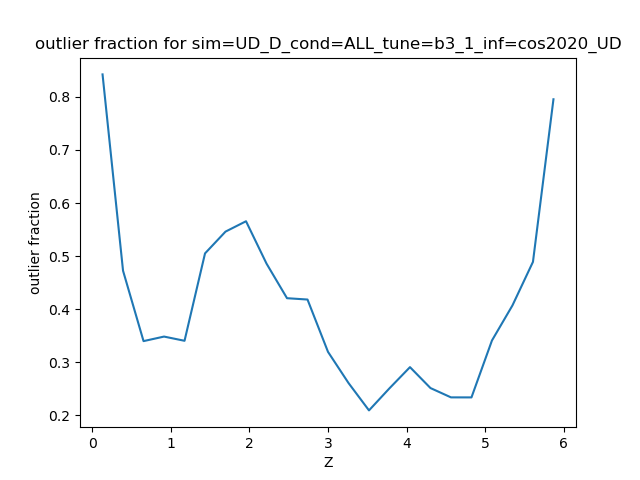 outlier fraction for sim=UD_D_cond=ALL_tune=b3_1_inf=cos2020_UD
0.8
0.7
0.6
0.5
0.4
0.3
0.2
outlier fraction
0 1 2 3 4 5 6
Z